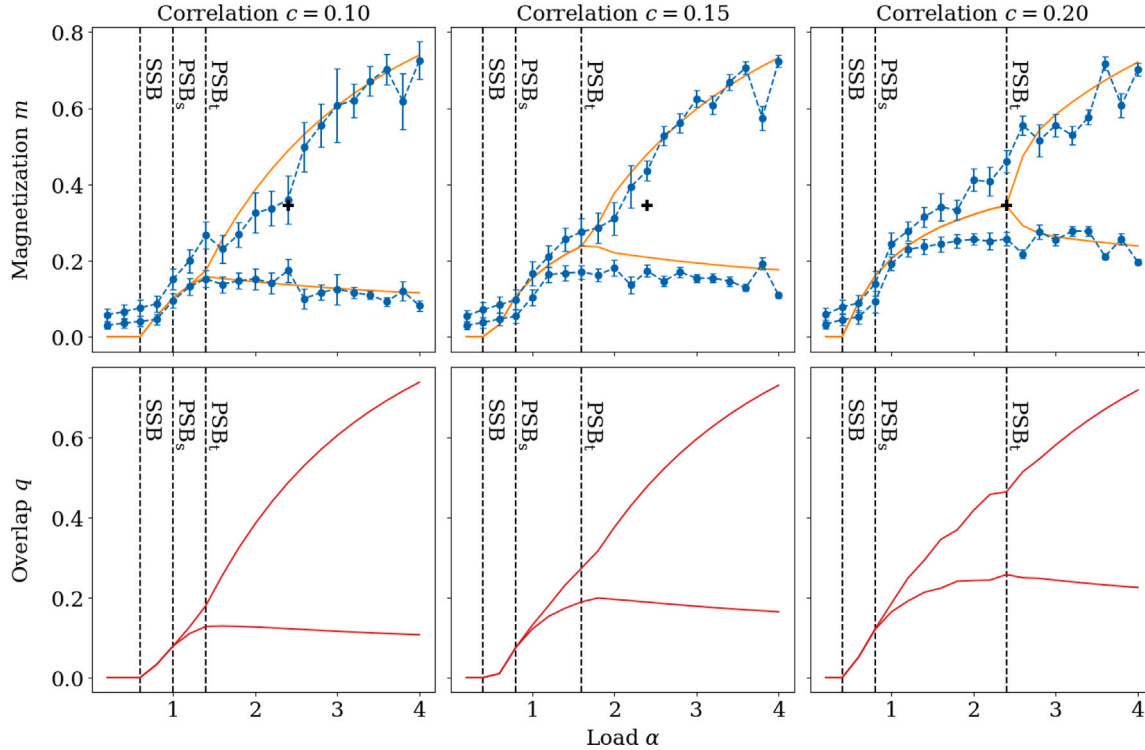 Correlation c = 0.10
Correlation c = 0.15
Correlation c = 0.20
Magnetization m
0.8
0.6
0.4
0.2
0.0
SSB
PSBs
PSBt
SSB
PSBs
PSBt
SSB
PSBs
PSBt
Overlap q
0.6
0.4
0.2
0.0
SSB
PSBs
PSBt
SSB
PSBs
PSBt
SSB
PSBs
PSBt
1 2 3 4
1 2 3 4
1 2 3 4
Load α